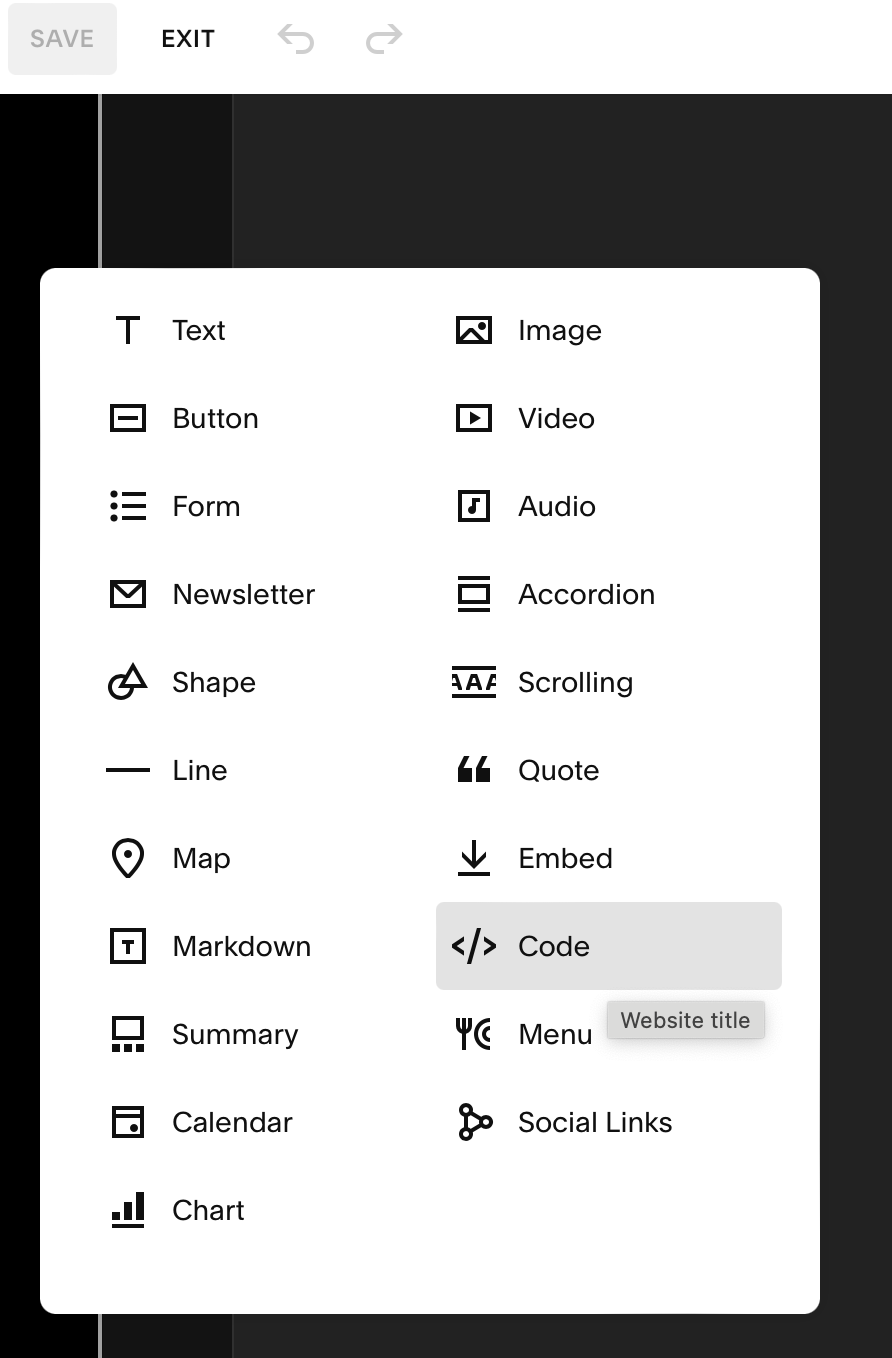 SAVE EXIT
Text
Image
Button
Video
Form
Audio
Newsletter
Accordion
Shape
AAA Scrolling
Line
Quote
Map
Embed
T Markdown
</> Code
Summary
Menu
Website title
Calendar
Social Links
Chart